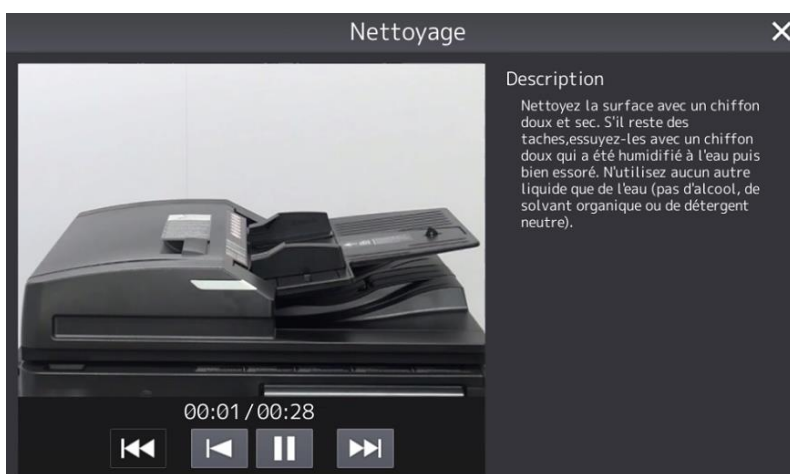 Nettoyage
Description
Nettoyez la surface avec un chiffon
doux et sec. S'il reste des
taches,essuyez-les avec un chiffon
doux qui a été humidifié à l'eau puis
bien essoré. N'utilisez aucun autre
liquide que de l'eau (pas d'alcool, de
solvant organique ou de détergent
neutre).
00:01/00:28